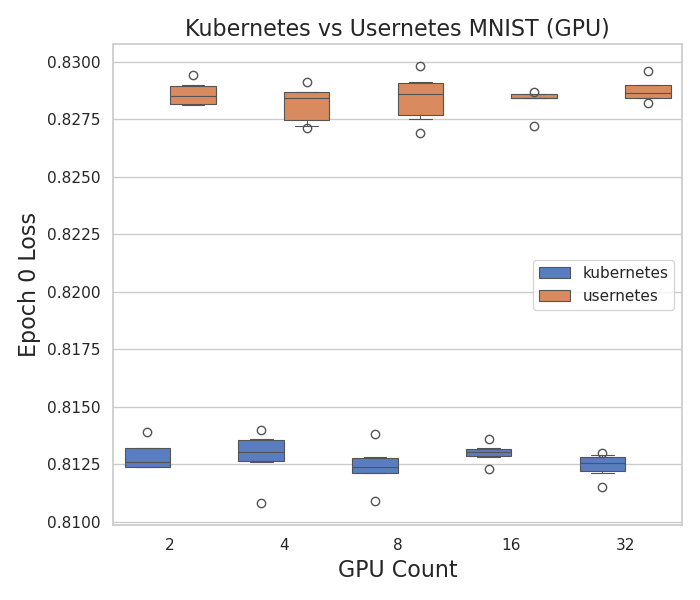 Kubernetes vs Usernetes MNIST (GPU)
Epoch 0 Loss
0.8300
0.8275
0.8250
0.8225
0.8200
0.8175
0.8150
0.8125
0.8100
kubernetes
usernetes
2 4 8 16 32
GPU Count